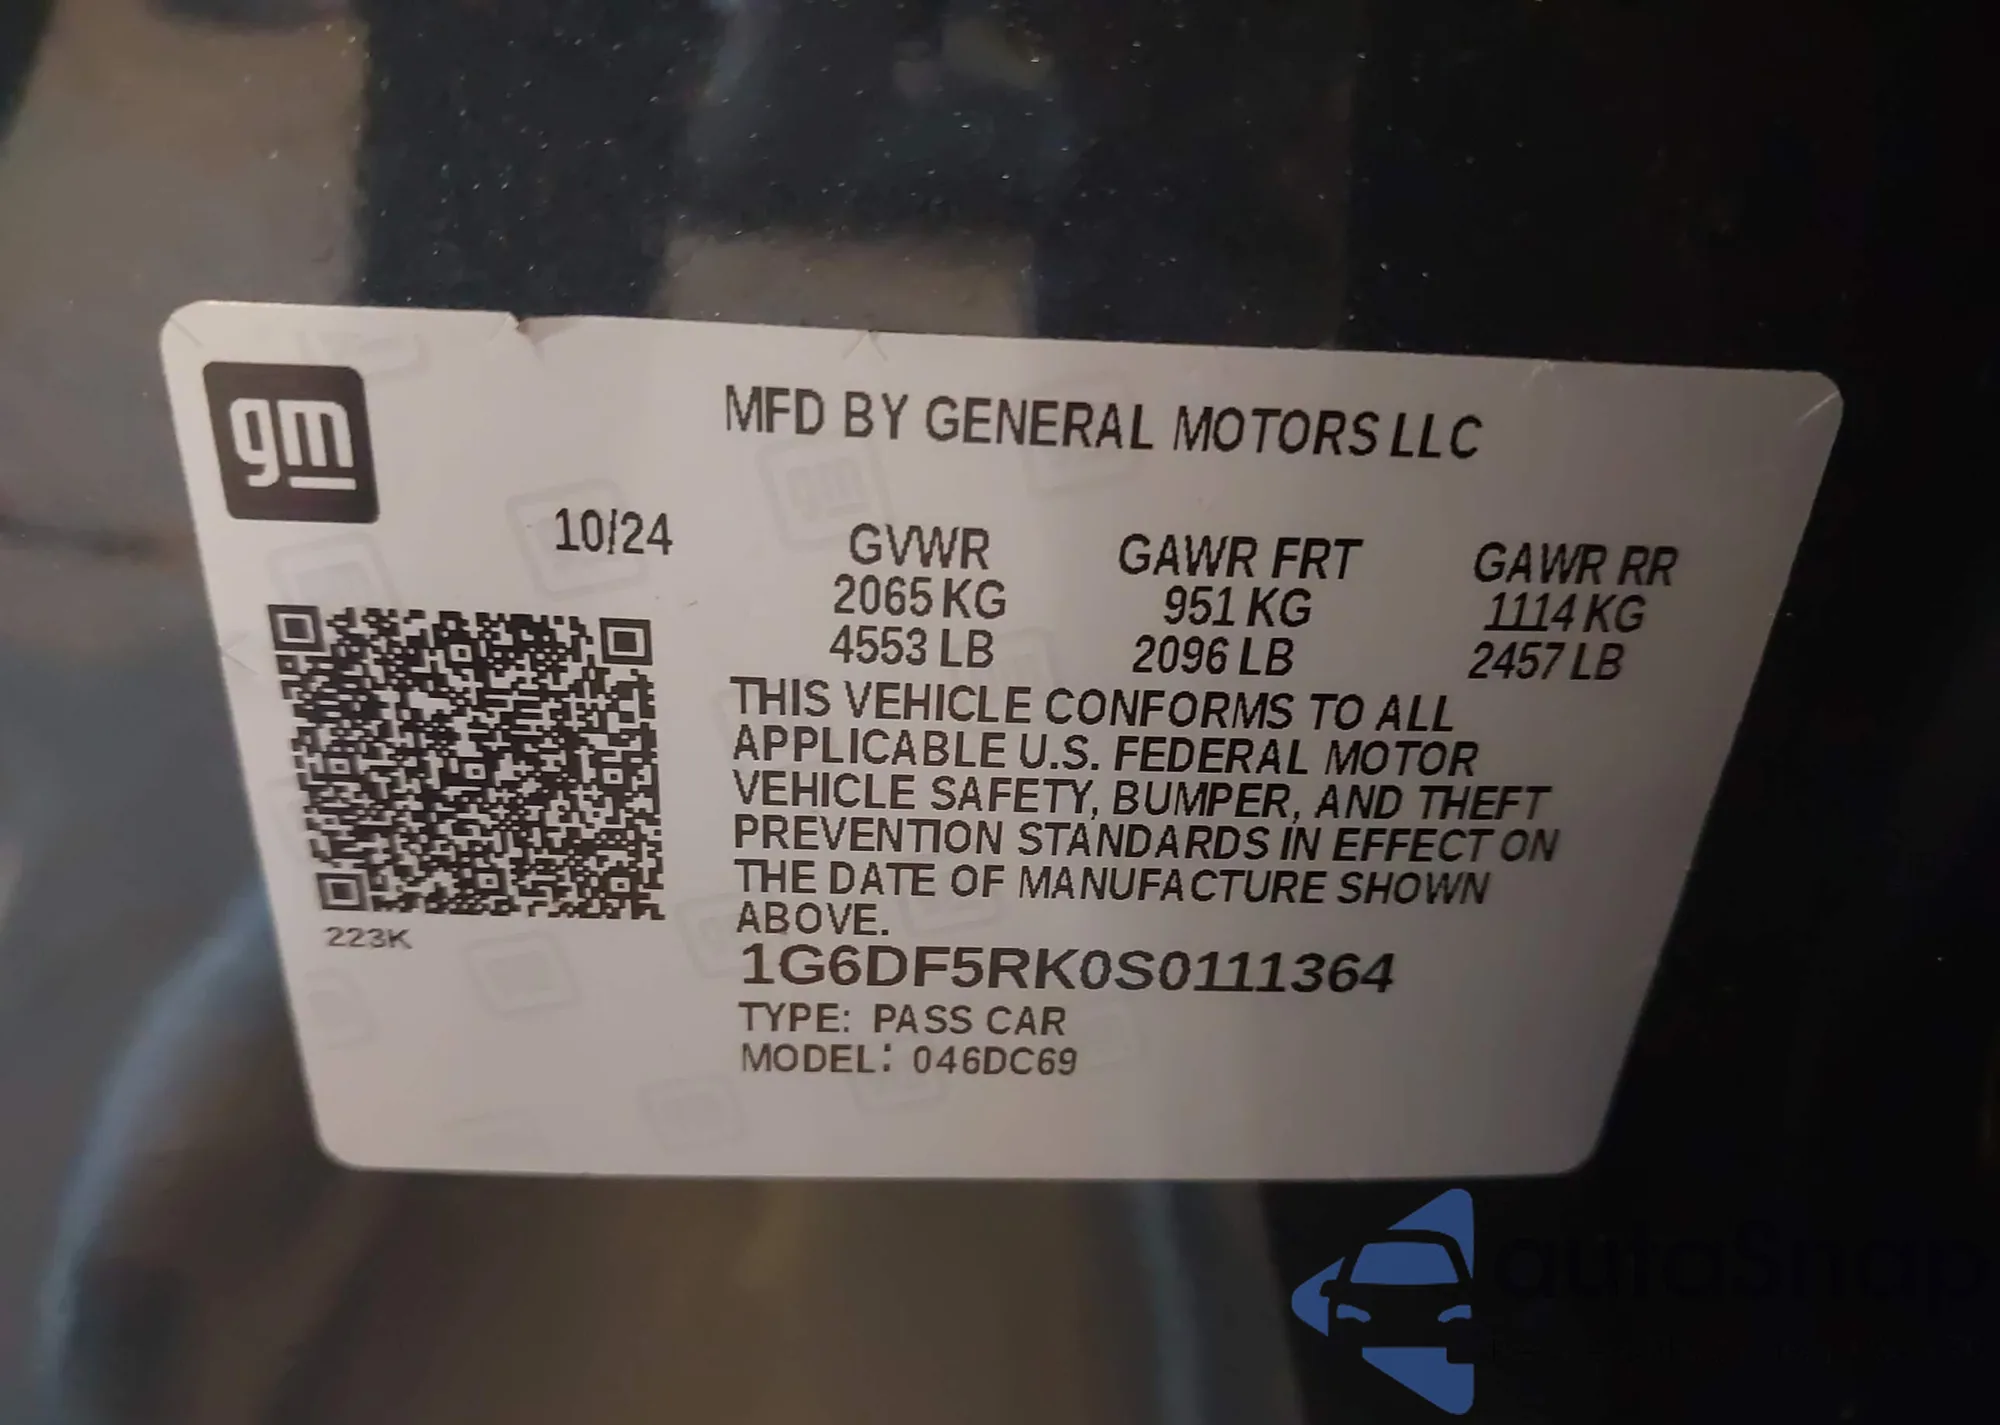 gm
MFD BY GENERAL MOTORS LLC
10/24
GVWR GAWR FRT GAWR RR
2065 KG 951 KG 1114 KG
4553 LB 2096 LB 2457 LB
THIS VEHICLE CONFORMS TO ALL
APPLICABLE U.S. FEDERAL MOTOR
VEHICLE SAFETY, BUMPER, AND THEFT
PREVENTION STANDARDS IN EFFECT ON
THE DATE OF MANUFACTURE SHOWN
ABOVE.
223K
1G6DF5RK0S0111364
TYPE: PASS CAR
MODEL: 046DC69
autoSnap